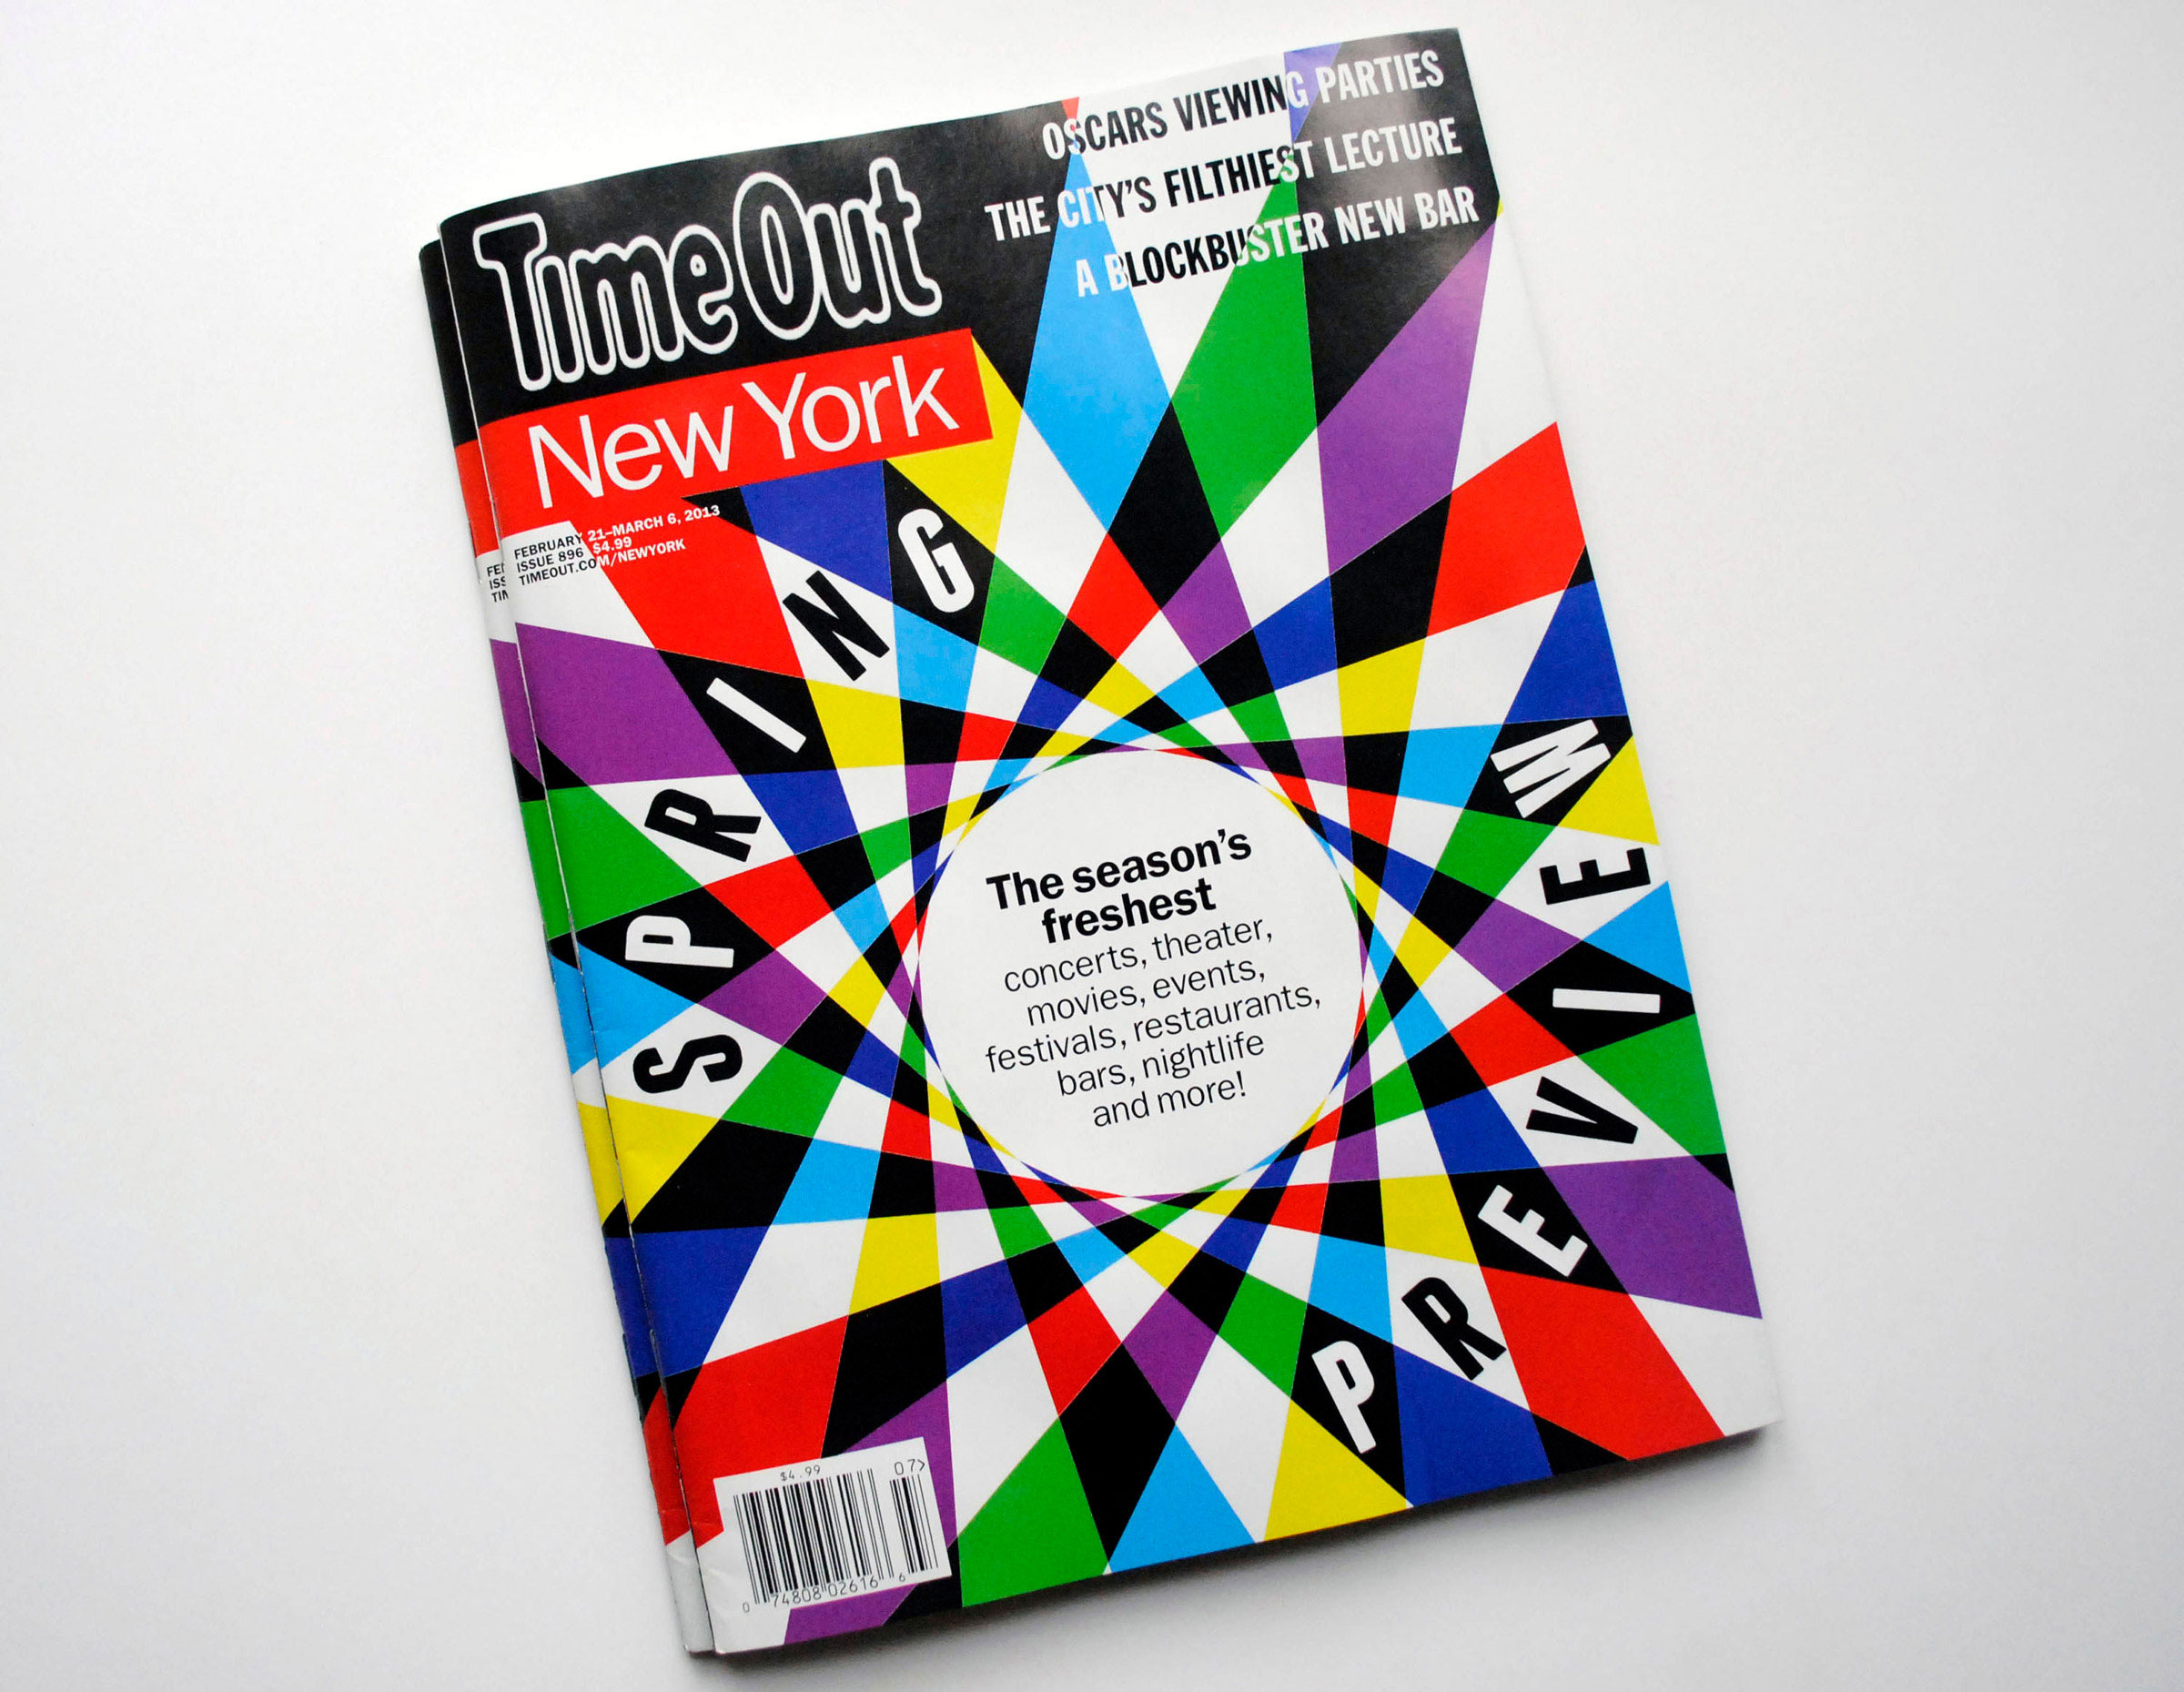 OSCARS VIEWING PARTIES
THE CITY'S FILTHIEST LECTURE
A BLOCKBUSTER NEW BAR
Time Out
New York
FEBRUARY 21–MARCH 6, 2013
ISSUE 896 $4.99
TIMEOUT.COM/NEWYORK
SPRING
PREVIEW
The season's
freshest
concerts, theater,
movies, events,
festivals, restaurants,
bars, nightlife
and more!
$4.99 07>
0 74808 02616 6